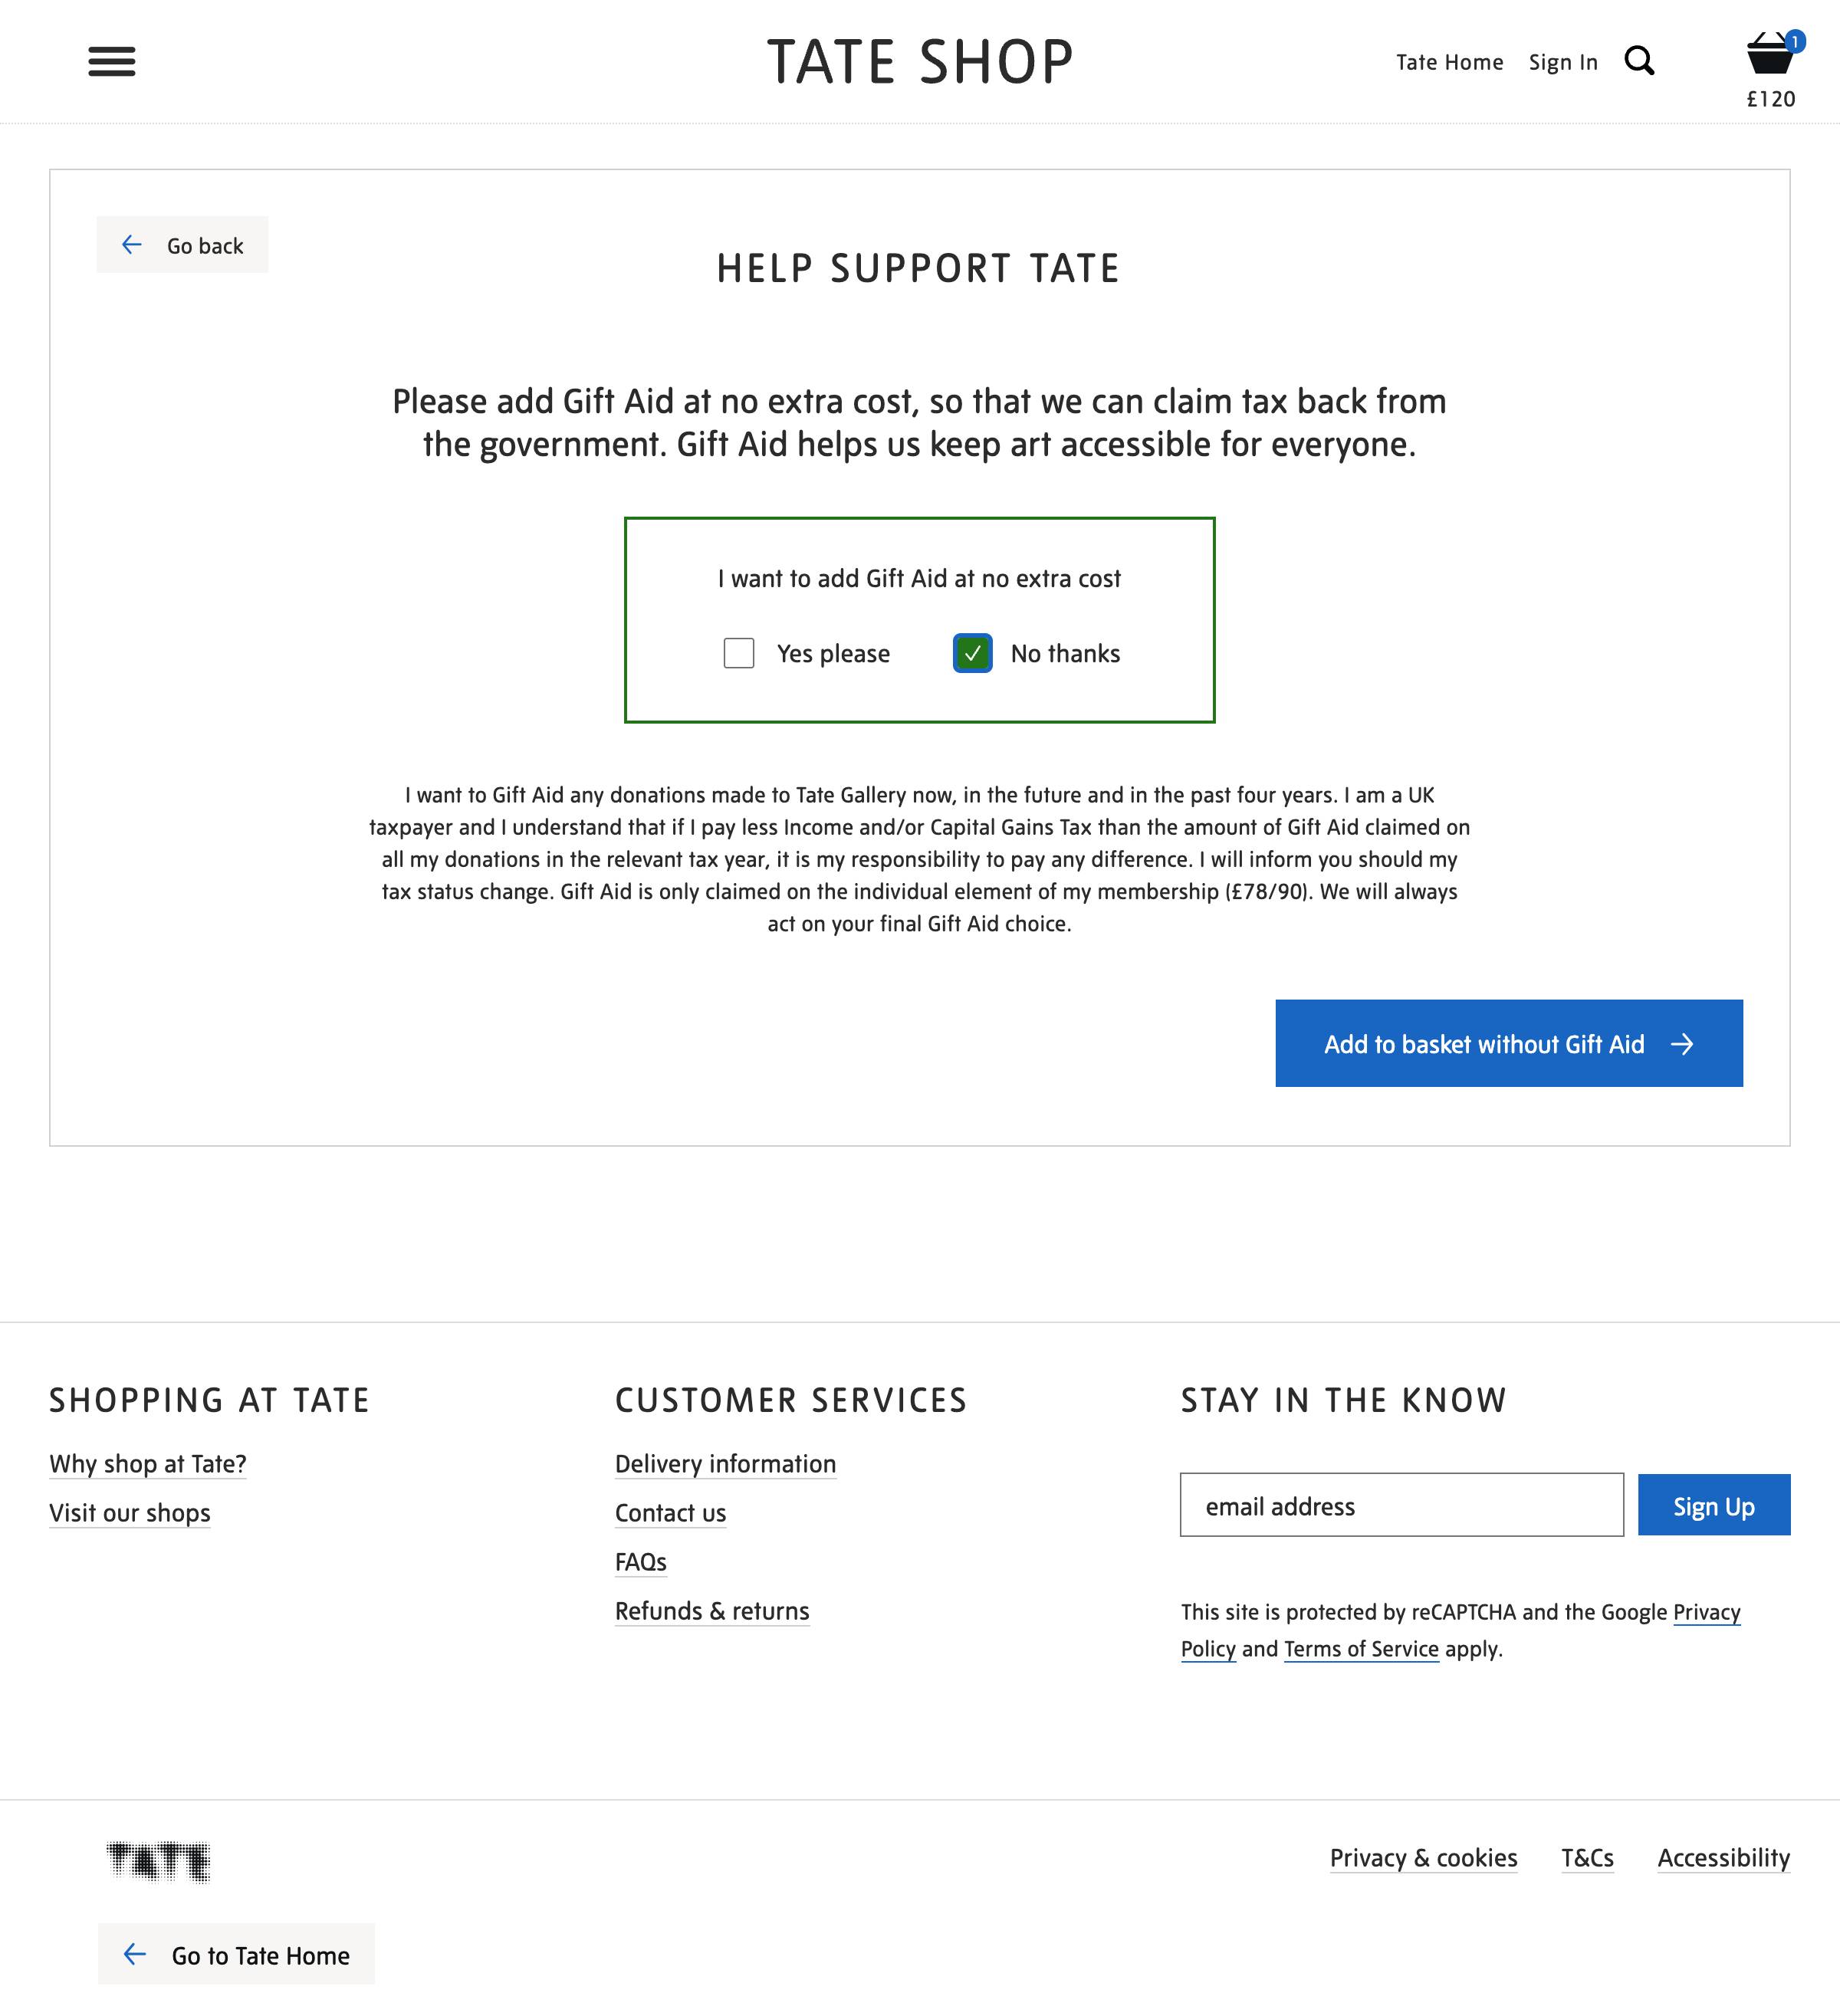 TATE SHOP
Tate Home
Sign In
1
£120
Go back
HELP SUPPORT TATE
Please add Gift Aid at no extra cost, so that we can claim tax back from
the government. Gift Aid helps us keep art accessible for everyone.
I want to add Gift Aid at no extra cost
Yes please
No thanks
I want to Gift Aid any donations made to Tate Gallery now, in the future and in the past four years. I am a UK
taxpayer and I understand that if I pay less Income and/or Capital Gains Tax than the amount of Gift Aid claimed on
all my donations in the relevant tax year, it is my responsibility to pay any difference. I will inform you should my
tax status change. Gift Aid is only claimed on the individual element of my membership (£78/90). We will always
act on your final Gift Aid choice.
Add to basket without Gift Aid
SHOPPING AT TATE
Why shop at Tate?
Visit our shops
CUSTOMER SERVICES
Delivery information
Contact us
FAQs
Refunds & returns
STAY IN THE KNOW
email address
Sign Up
This site is protected by reCAPTCHA and the Google Privacy
Policy and Terms of Service apply.
TATE
Privacy & cookies
T&Cs
Accessibility
Go to Tate Home